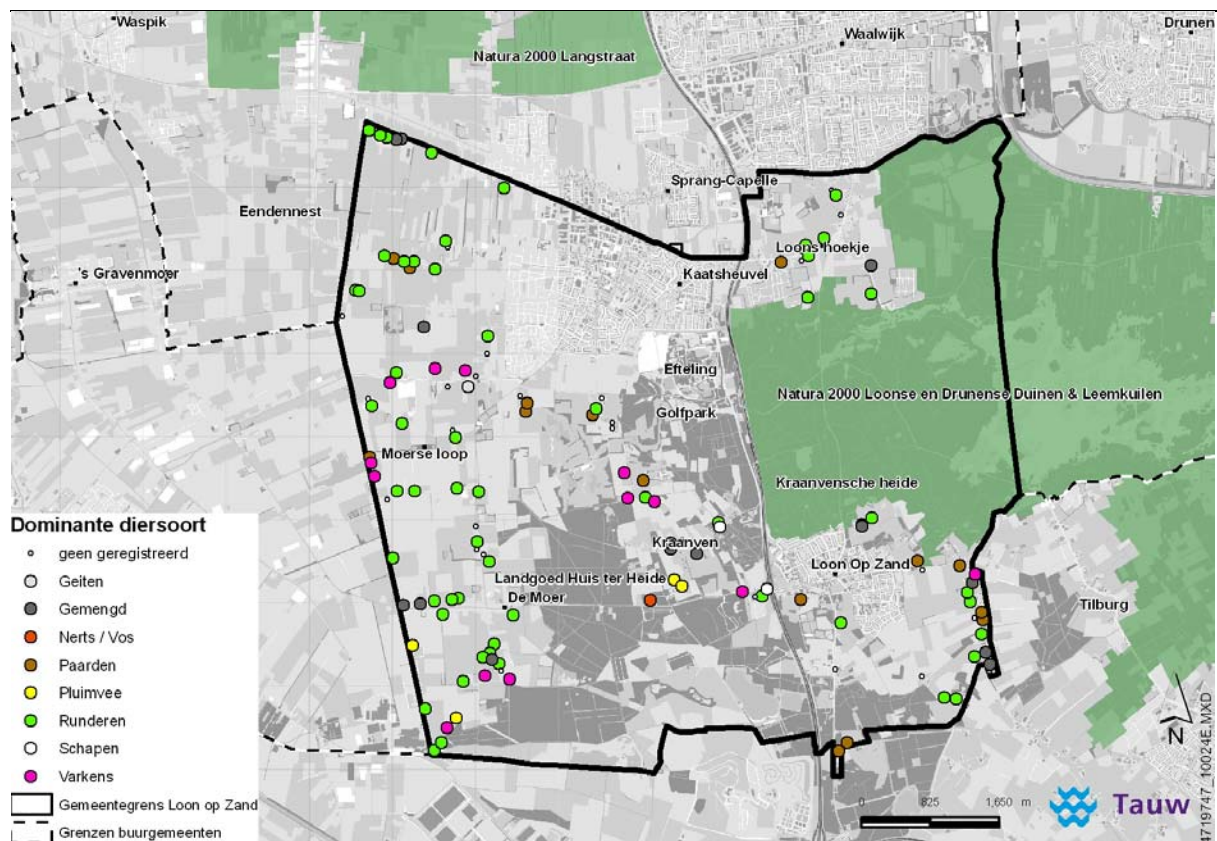 Waspik
Drunen
Waalwijk
Natura 2000 Langstraat
Sprang-Capelle
Eendennest
Loons hoekje
's Gravenmoer
Kaatsheuvel
Efteling
Natura 2000 Loonse en Drunense Duinen & Leemkuilen
Golfpark
Moerse loop
Kraanvensche heide
Kraanven
Loon Op Zand
Landgoed Huis ter Heide
De Moer
Tilburg
Dominante diersoort
geen geregistreerd
Geiten
Gemengd
Nerts / Vos
Paarden
Pluimvee
Runderen
Schapen
Varkens
Gemeentegrens Loon op Zand
Grenzen buurgemeenten
N
0 825 1,650 m
Tauw
4719747_10024E.MXD